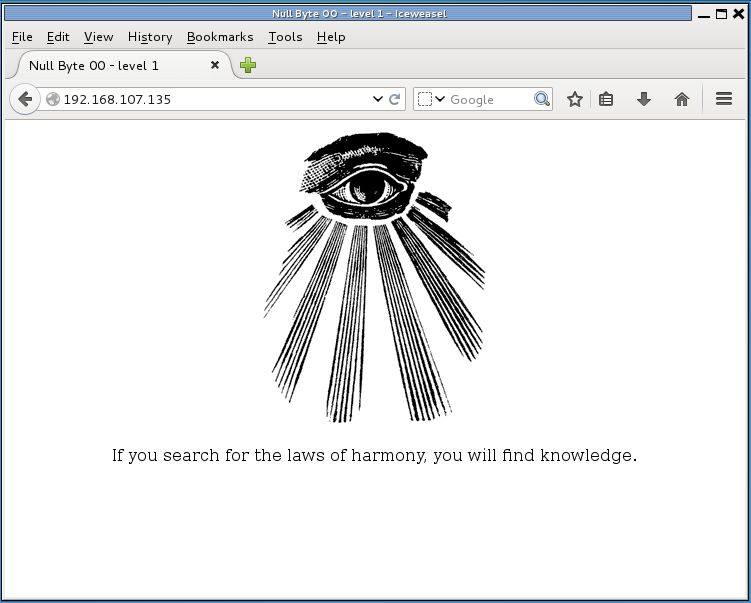 Null Byte 00 - level 1 - Iceweasel
File Edit View History Bookmarks Tools Help
Null Byte 00 - level 1
192.168.107.135 Google
If you search for the laws of harmony, you will find knowledge.